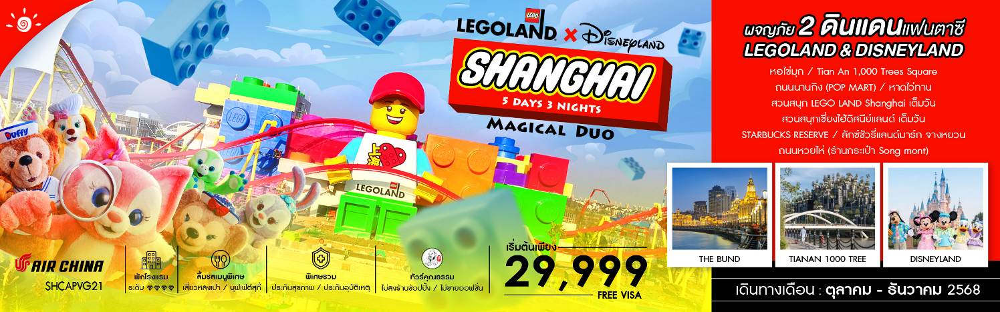 LEGO
LEGOLAND x Disneyland
SHANGHAI
5 DAYS 3 NIGHTS
MAGICAL DUO
LEGO
Duffy
LEGO
LEGOLAND
AIR CHINA
SHCAPVG21
พักโรงแรม
ระดับ
ลิ้มรสเมนูพิเศษ
เสี่ยวหลงเปา / บุฟเฟ่ต์สุกี้
พิเศษรวม
ประกันสุขภาพ / ประกันอุบัติเหตุ
ทัวร์คุณธรรม
ไม่ลงร้านช้อปปิ้ง / ไม่ขายออฟชั่น
เริ่มต้นเพียง
29,999
FREE VISA
ผจญภัย 2 ดินแดนแฟนตาซี
LEGOLAND & DISNEYLAND
หอไข่มุก / Tian An 1,000 Trees Square
ถนนนานกิง (POP MART) / หาดไว่ทาน
สวนสนุก LEGO LAND Shanghai เต็มวัน
สวนสนุกเซี่ยงไฮ้ดิสนีย์แลนด์ เต็มวัน
STARBUCKS RESERVE / ลักซ์ชัวรี่แลนด์มาร์ก จางหยวน
ถนนหวยไห่ (ร้านกระเป๋า Song mont)
THE BUND
TIANAN 1000 TREE
DISNEYLAND
เดินทางเดือน : ตุลาคม - ธันวาคม 2568